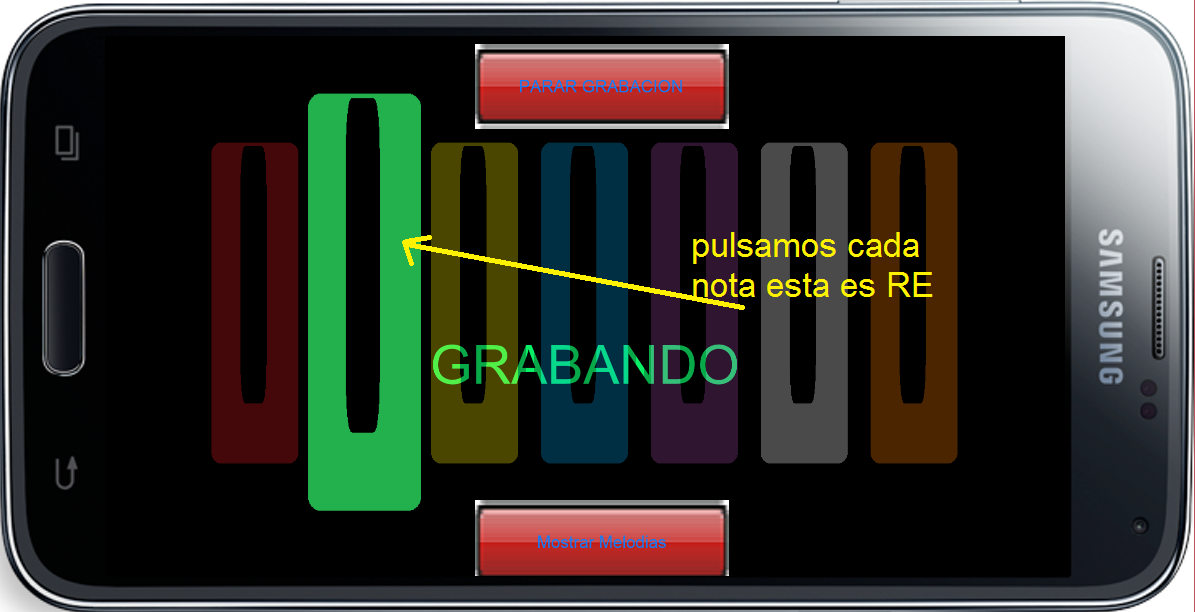 PARAR GRABACION
pulsamos cada
nota esta es RE
GRABANDO
Mostrar Melodias
SAMSUNG